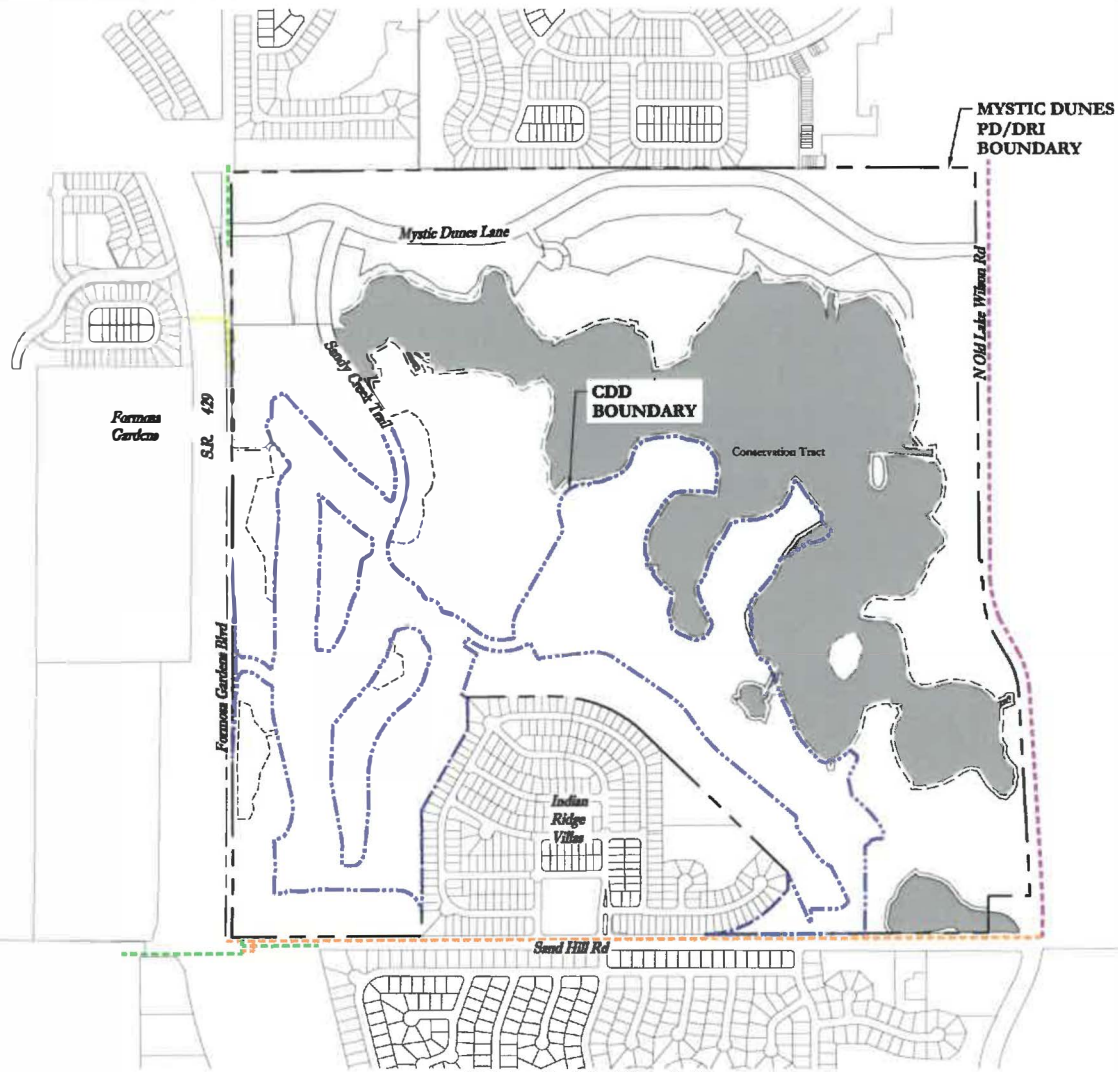 MYSTIC DUNES
PD/DRI
BOUNDARY
Mystic Dunes Lane
N Old Lake Wilson Rd
Sandy Creek Trail
CDD
BOUNDARY
Formosa
Gardens
S.R. 429
Conservation Tract
Formosa Gardens Blvd
Indian
Ridge
Villas
Sand Hill Rd